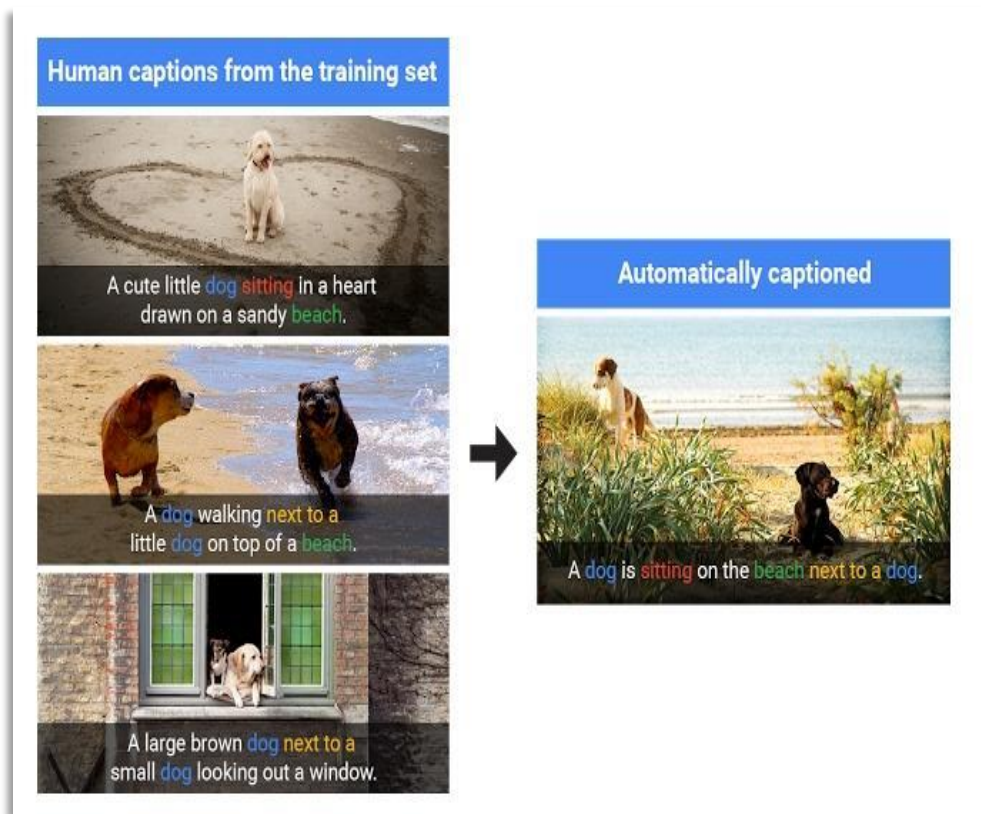 Human captions from the training set
A cute little dog sitting in a heart
drawn on a sandy beach.
A dog walking next to a
little dog on top of a beach.
A large brown dog next to a
small dog looking out a window.
Automatically captioned
A dog is sitting on the beach next to a dog.